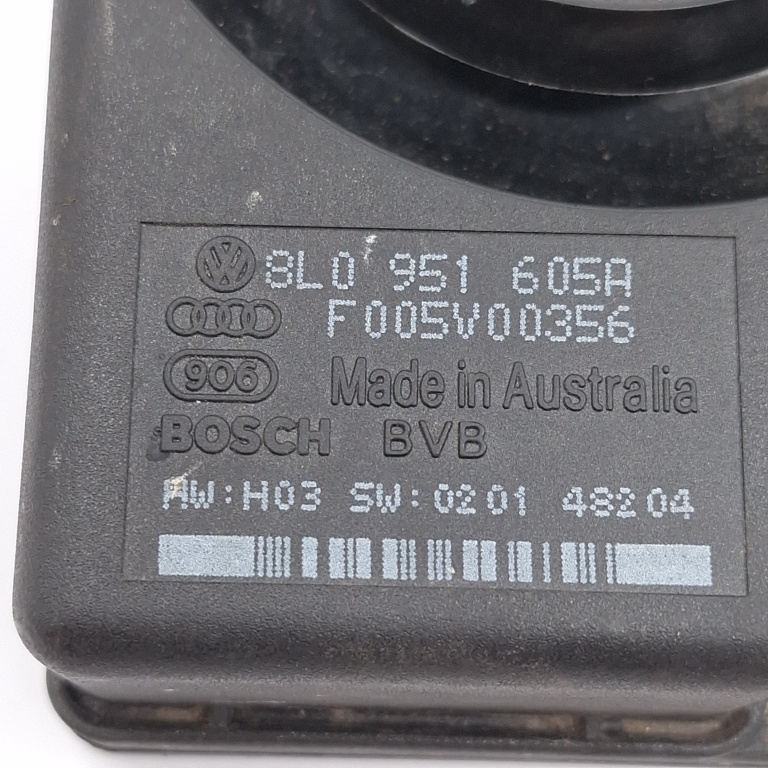 8L0 951 605A
F005V00356
906 Made in Australia
BOSCH BVB
HW:H03 SW:0201 48204